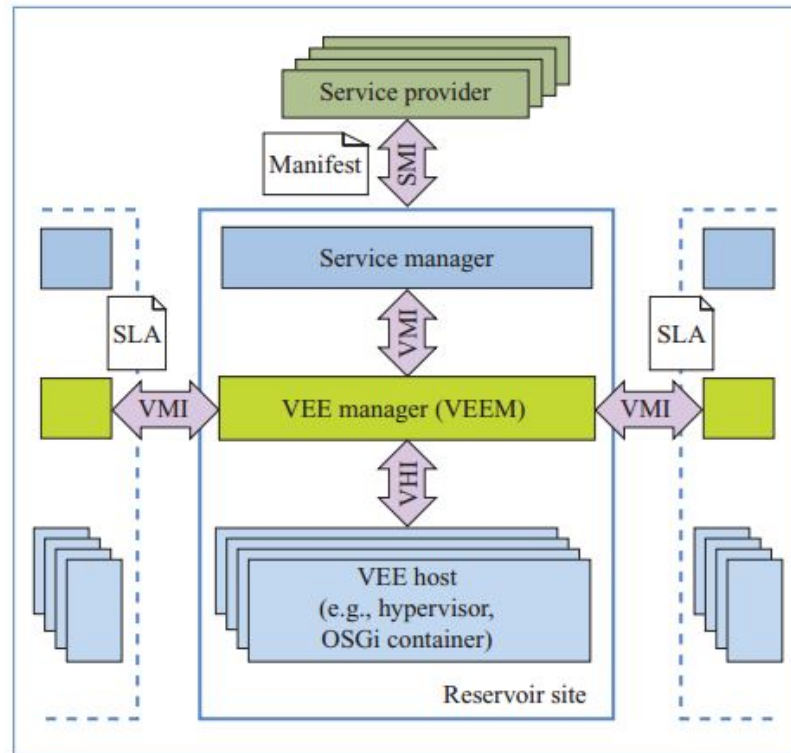 Service provider
Manifest
SMI
Service manager
SLA
VMI
SLA
VMI
VEE manager (VEEM)
VMI
VHI
VEE host
(e.g., hypervisor,
OSGi container)
Reservoir site